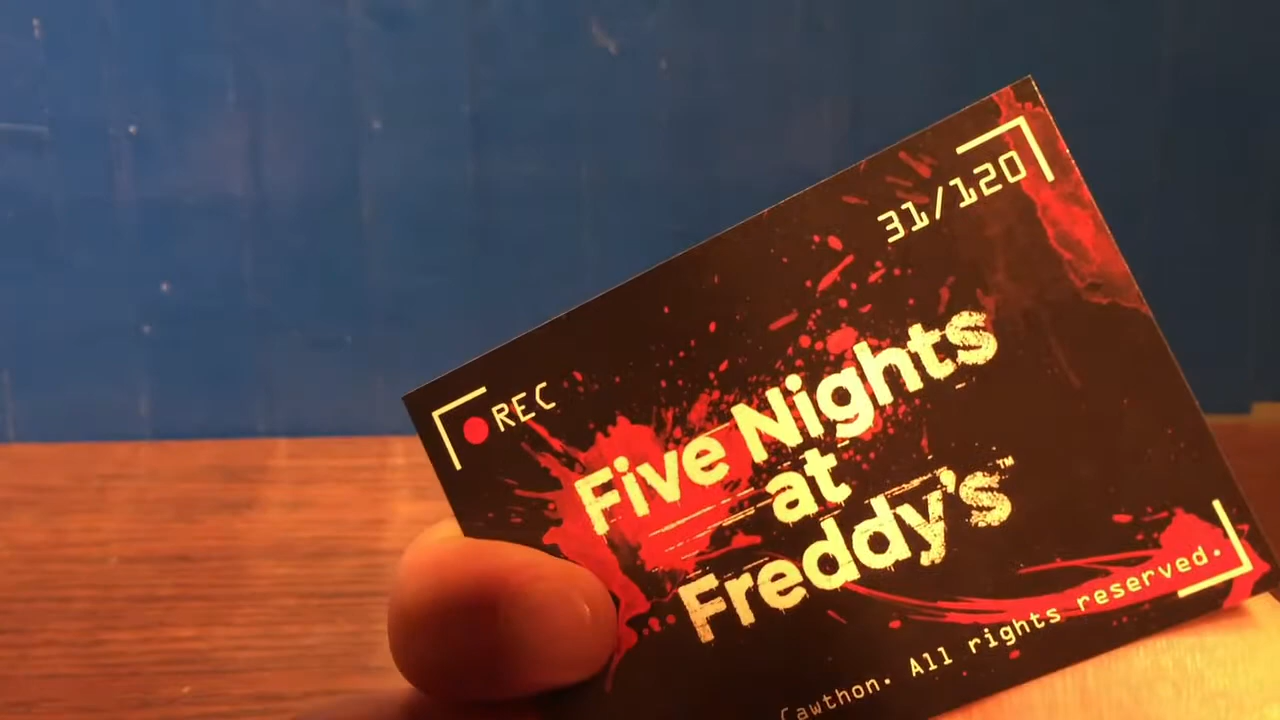 31/120
REC
Five Nights
at
Freddy's™
Cawthon. All rights reserved.